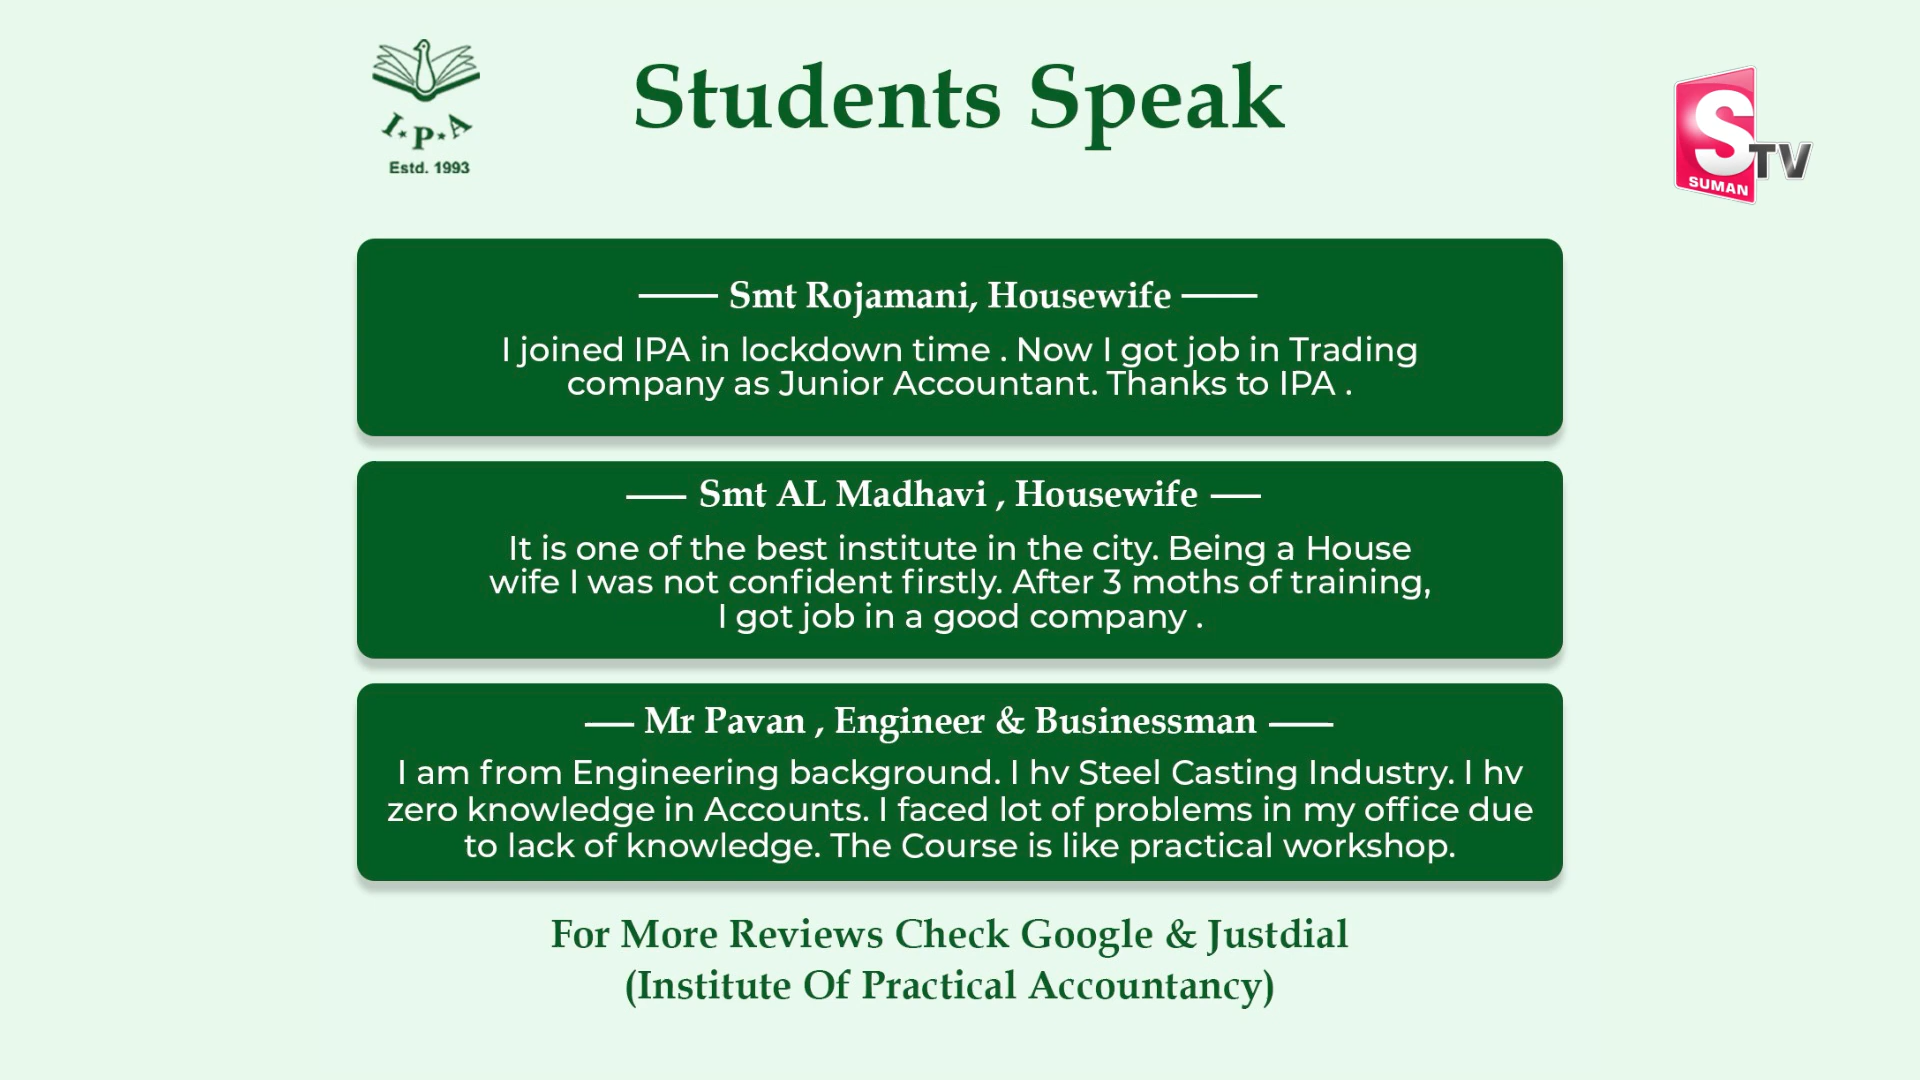 I.P.A
Estd. 1993
Students Speak
S TV
SUMAN
Smt Rojamani, Housewife
I joined IPA in lockdown time . Now I got job in Trading
company as Junior Accountant. Thanks to IPA .
Smt AL Madhavi , Housewife
It is one of the best institute in the city. Being a House
wife I was not confident firstly. After 3 moths of training,
I got job in a good company .
Mr Pavan , Engineer & Businessman
I am from Engineering background. I hv Steel Casting Industry. I hv
zero knowledge in Accounts. I faced lot of problems in my office due
to lack of knowledge. The Course is like practical workshop.
For More Reviews Check Google & Justdial
(Institute Of Practical Accountancy)